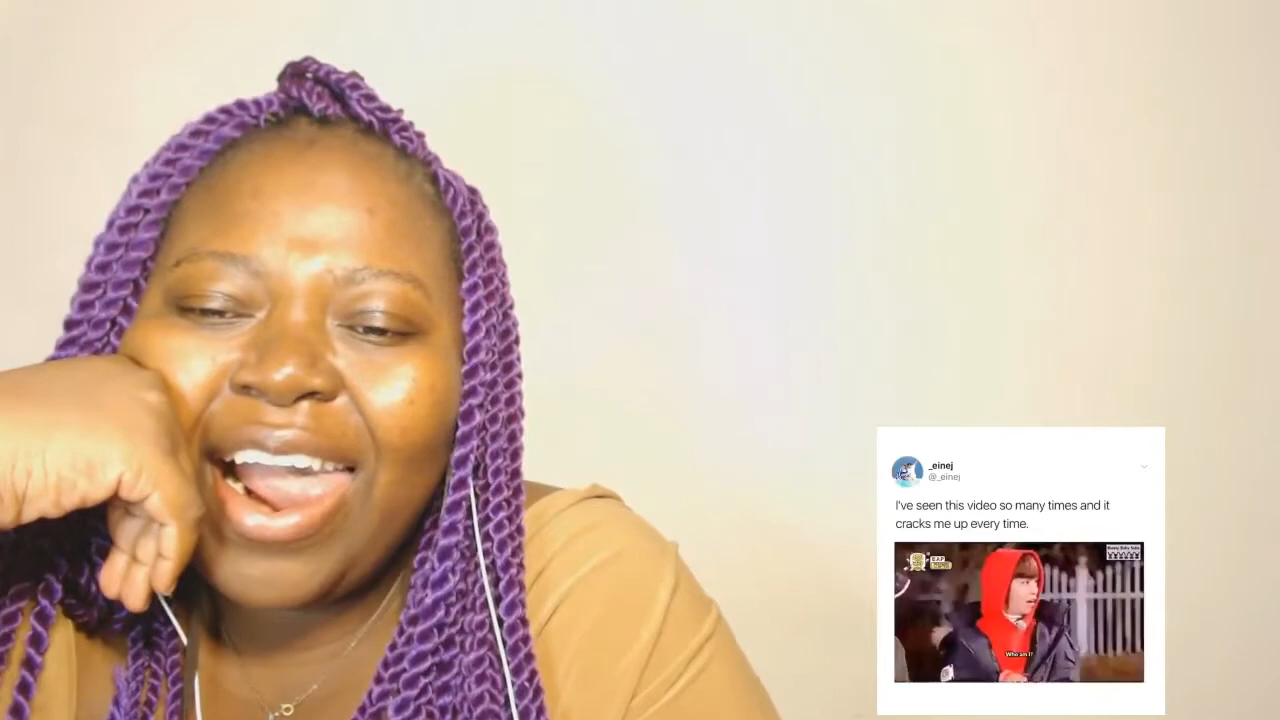 _einej
@_einej
I've seen this video so many times and it
cracks me up every time.
B.A.P
Who am I?